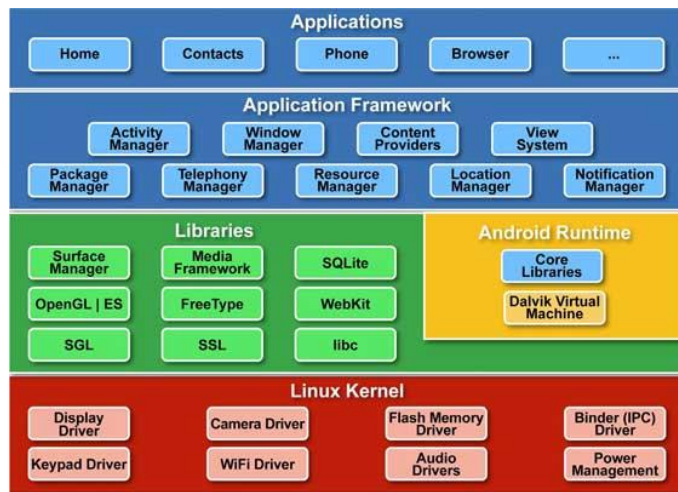 Applications
Home Contacts Phone Browser ...
Application Framework
Activity Manager Window Manager Content Providers View System
Package Manager Telephony Manager Resource Manager Location Manager Notification Manager
Libraries
Surface Manager Media Framework SQLite
OpenGL | ES FreeType WebKit
SGL SSL libc
Android Runtime
Core Libraries
Dalvik Virtual Machine
Linux Kernel
Display Driver Camera Driver Flash Memory Driver Binder (IPC) Driver
Keypad Driver WiFi Driver Audio Drivers Power Management